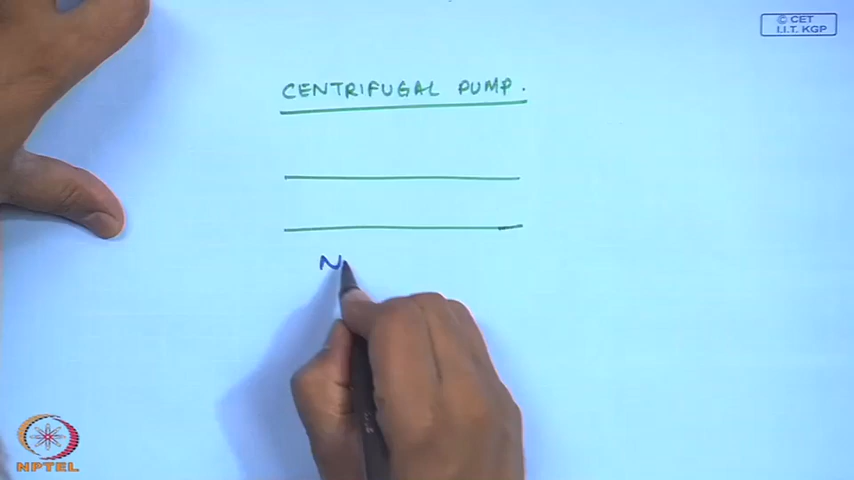 © CET
I.I.T. KGP
CENTRIFUGAL PUMP.
N
NPTEL